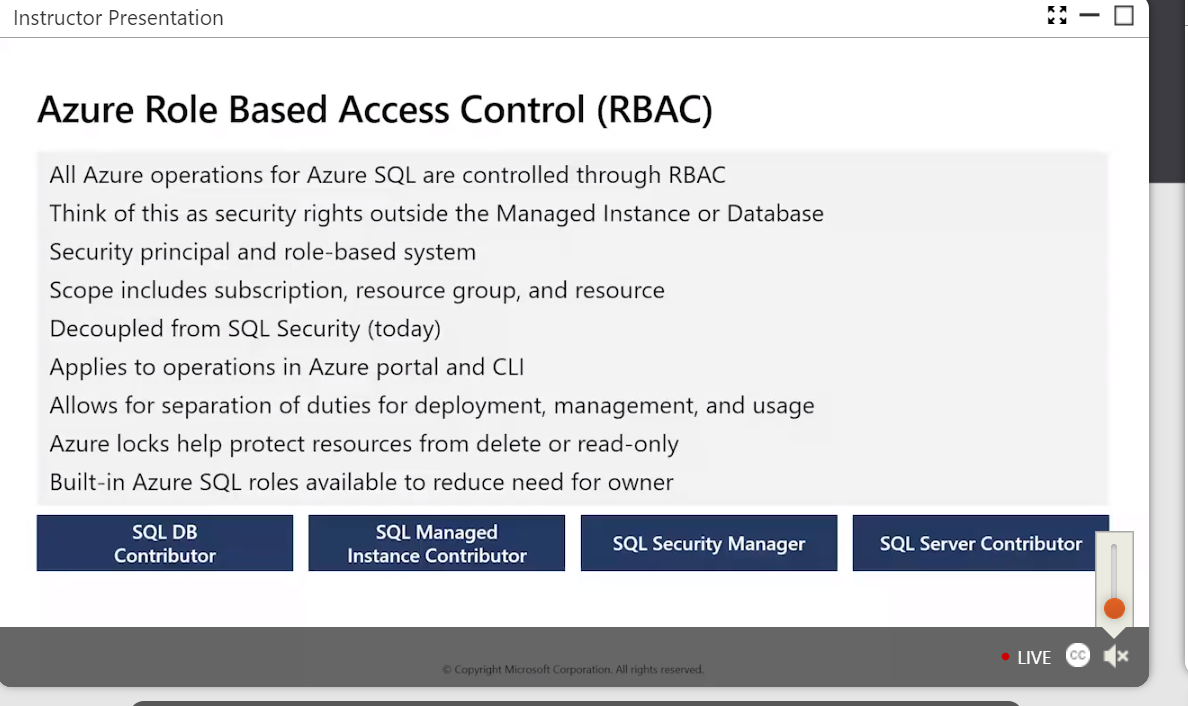 Instructor Presentation
Azure Role Based Access Control (RBAC)
All Azure operations for Azure SQL are controlled through RBAC
Think of this as security rights outside the Managed Instance or Database
Security principal and role-based system
Scope includes subscription, resource group, and resource
Decoupled from SQL Security (today)
Applies to operations in Azure portal and CLI
Allows for separation of duties for deployment, management, and usage
Azure locks help protect resources from delete or read-only
Built-in Azure SQL roles available to reduce need for owner
SQL DB
Contributor
SQL Managed
Instance Contributor
SQL Security Manager
SQL Server Contributor
LIVE
CC
© Copyright Microsoft Corporation. All rights reserved.